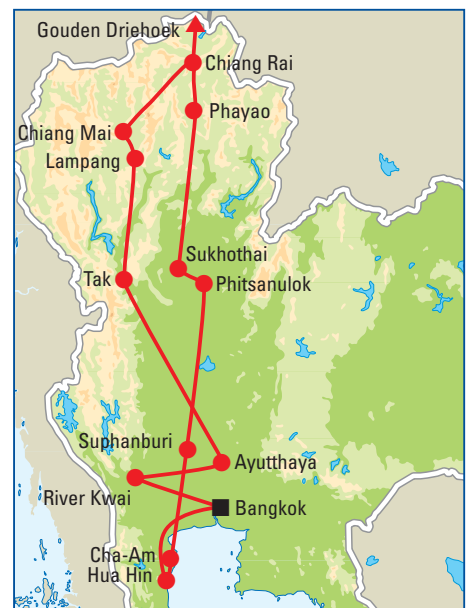 Gouden Driehoek
Chiang Rai
Phayao
Chiang Mai
Lampang
Sukhothai
Tak
Phitsanulok
Suphanburi
Ayutthaya
River Kwai
Bangkok
Cha-Am
Hua Hin